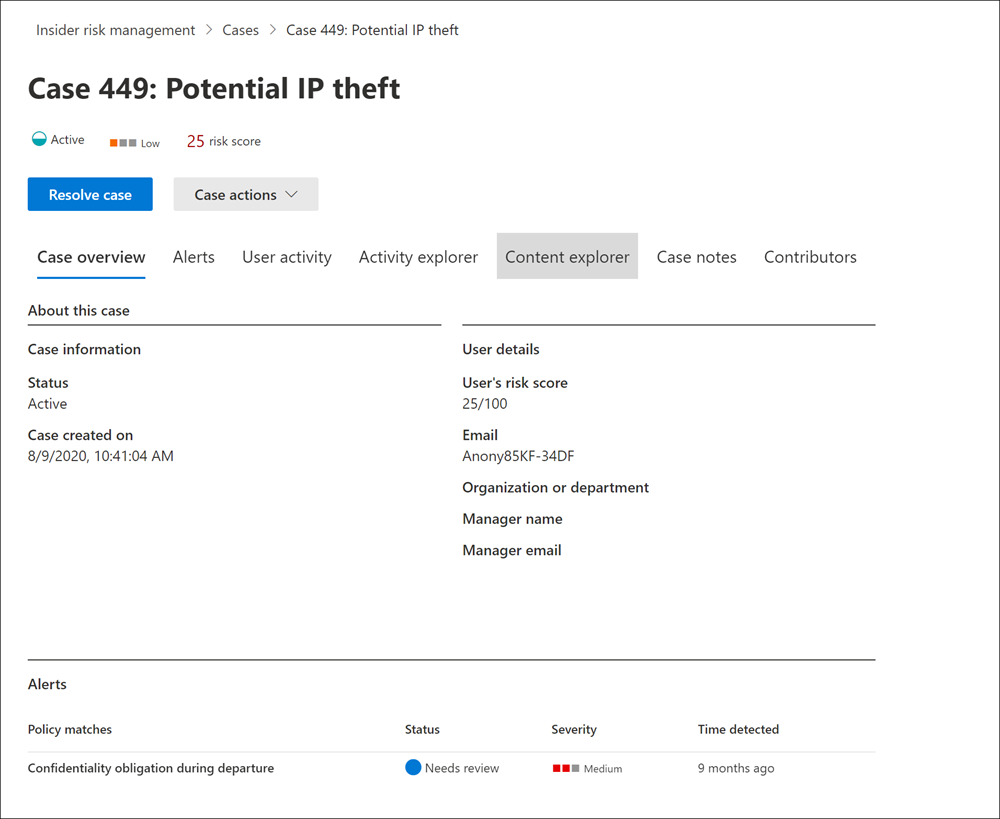 Insider risk management > Cases > Case 449: Potential IP theft
Case 449: Potential IP theft
Active Low 25 risk score
Resolve case Case actions
Case overview Alerts User activity Activity explorer Content explorer Case notes Contributors
About this case
Case information
Status
Active
Case created on
8/9/2020, 10:41:04 AM
User details
User's risk score
25/100
Email
Anony85KF-34DF
Organization or department
Manager name
Manager email
Alerts
Policy matches Status Severity Time detected
Confidentiality obligation during departure Needs review Medium 9 months ago